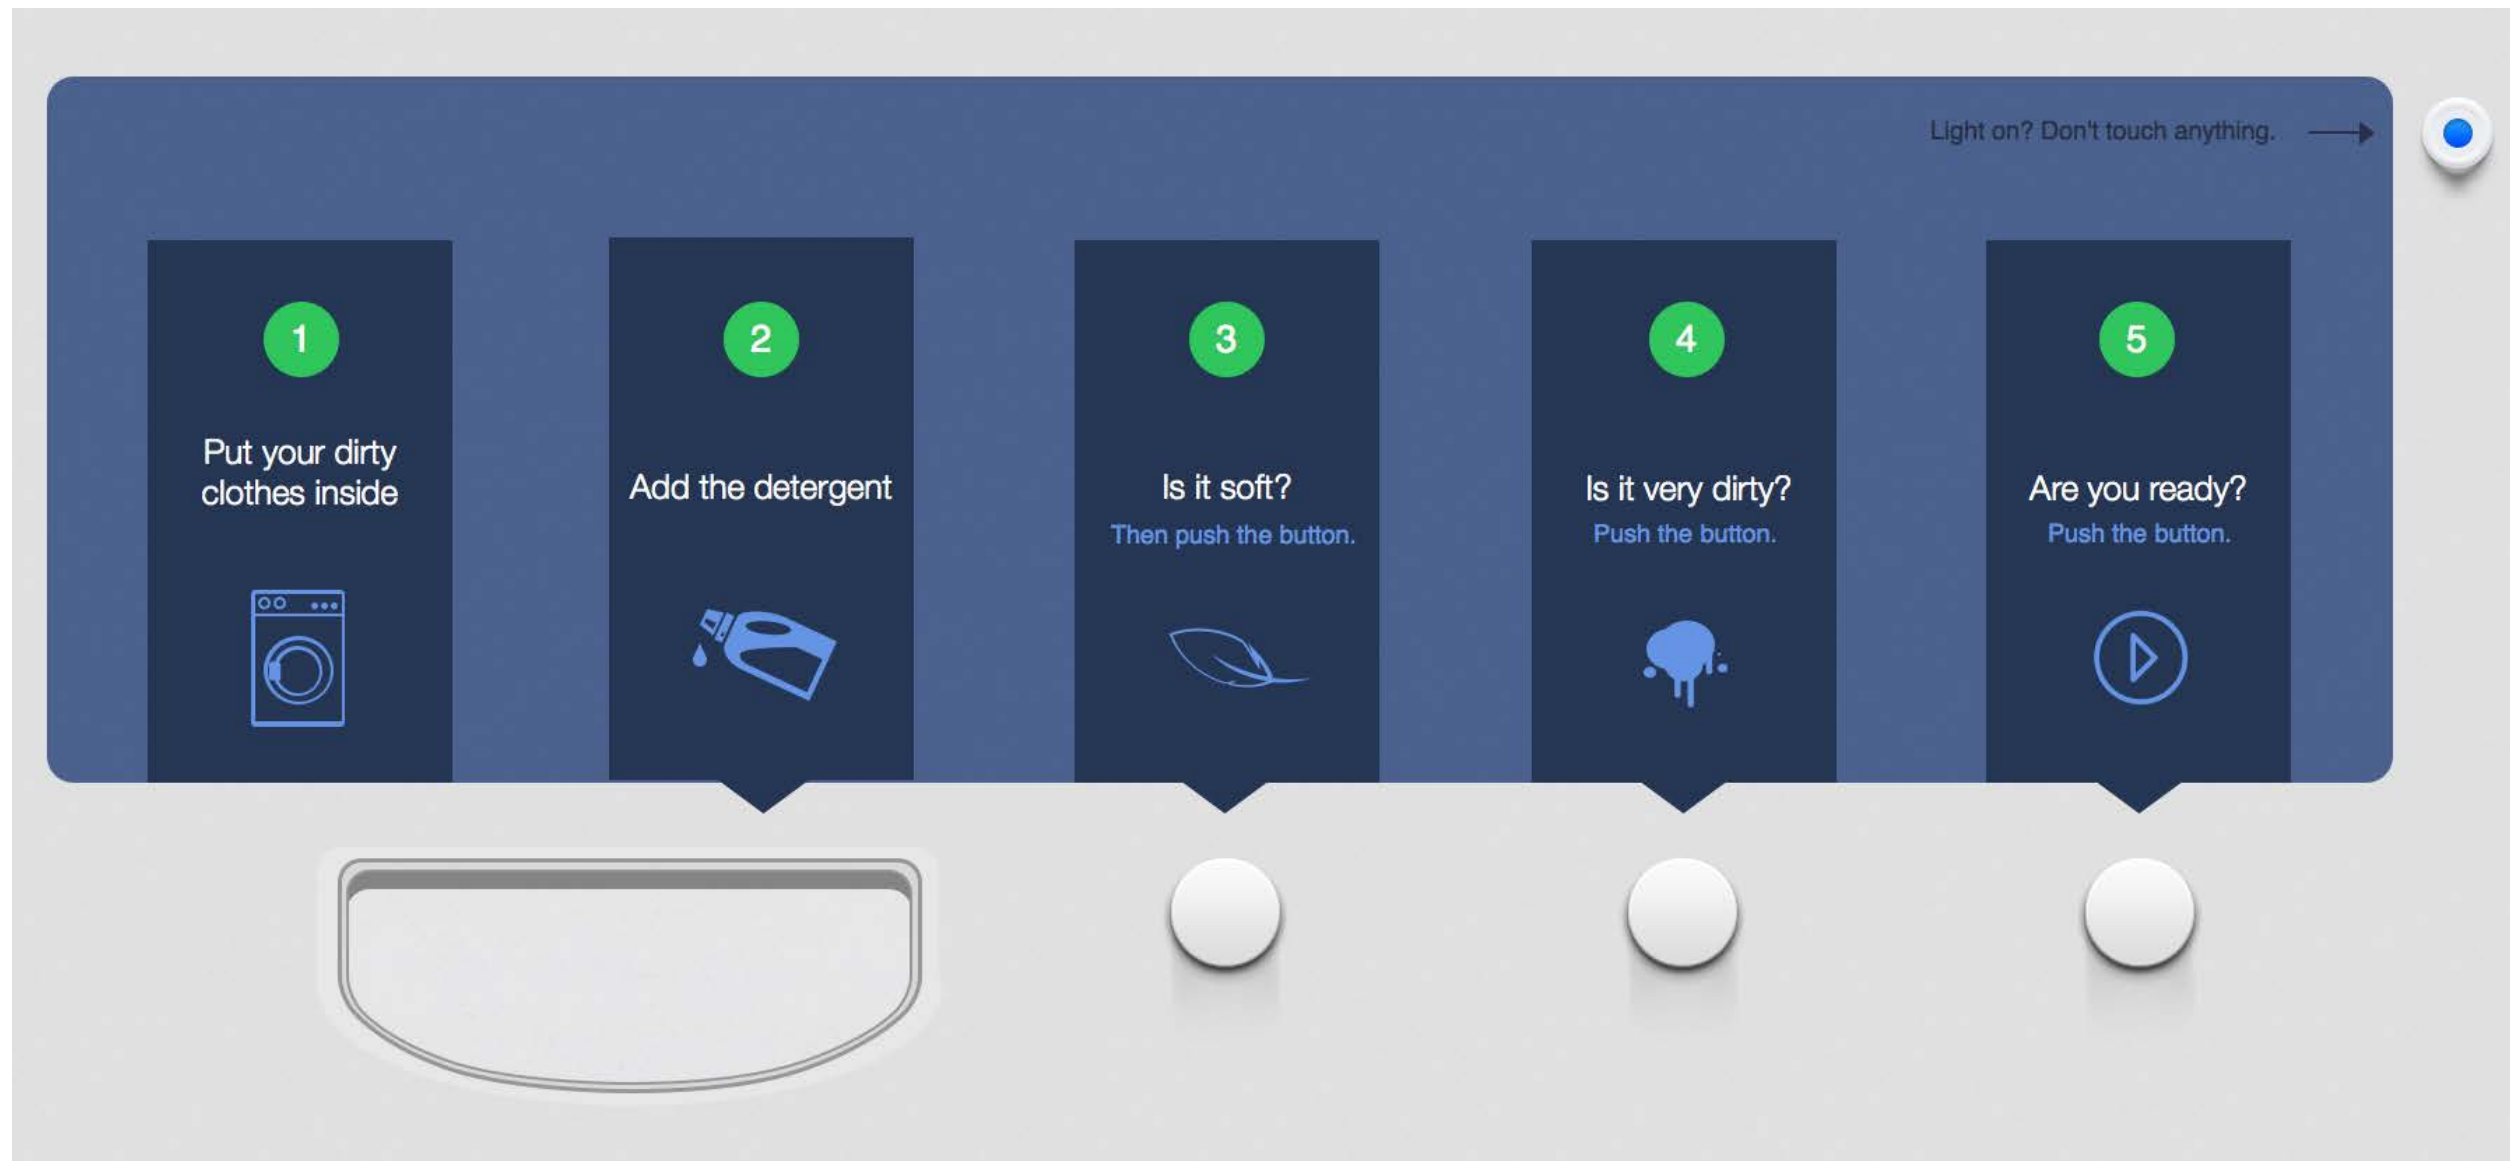 Light on? Don't touch anything.
1
Put your dirty
clothes inside
2
Add the detergent
3
Is it soft?
Then push the button.
4
Is it very dirty?
Push the button.
5
Are you ready?
Push the button.